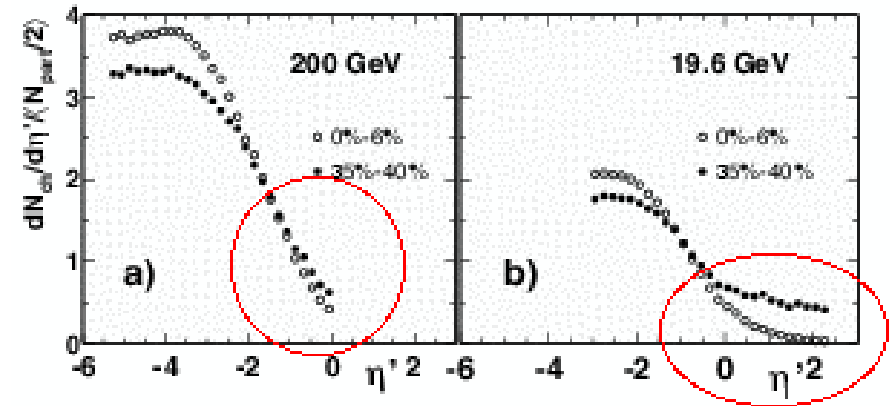 dN_ch/dη'/⟨N_part/2⟩
4
3
2
1
0
200 GeV
○ 0%-6%
● 35%-40%
a)
-6 -4 -2 0 2
η'
19.6 GeV
○ 0%-6%
● 35%-40%
b)
-6 -4 -2 0 2
η'